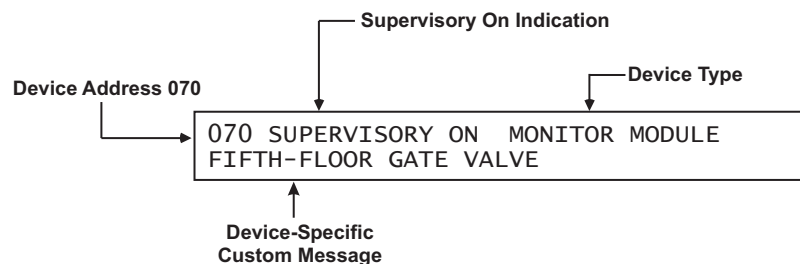 Supervisory On Indication
Device Type
Device Address 070
070 SUPERVISORY ON  MONITOR MODULE
FIFTH-FLOOR GATE VALVE
Device-Specific
Custom Message